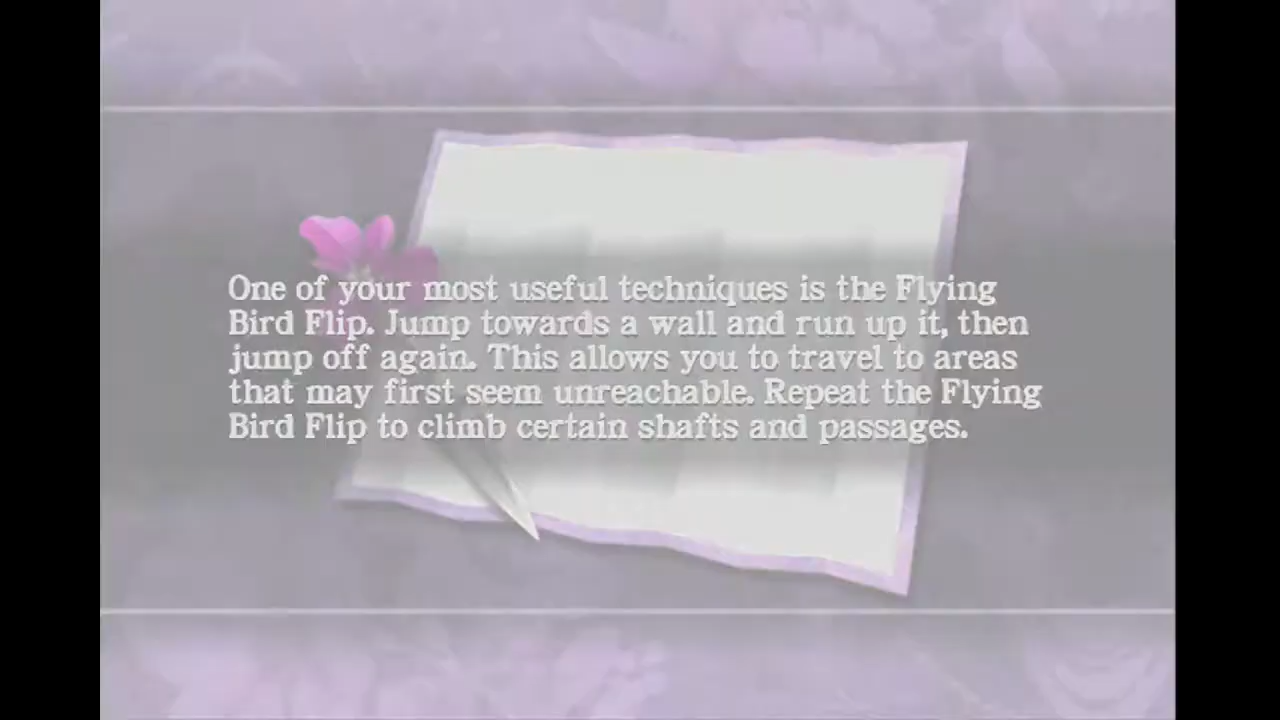 One of your most useful techniques is the Flying
Bird Flip. Jump towards a wall and run up it, then
jump off again. This allows you to travel to areas
that may first seem unreachable. Repeat the Flying
Bird Flip to climb certain shafts and passages.